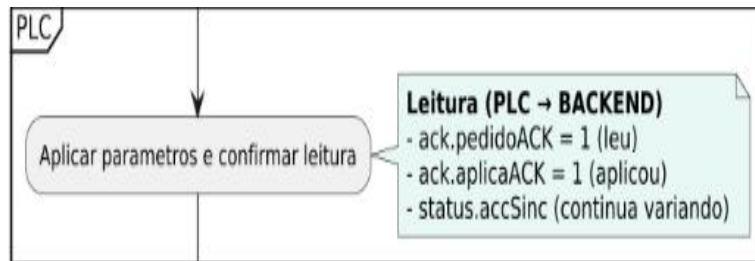 PLC
Aplicar parametros e confirmar leitura
Leitura (PLC → BACKEND)
- ack.pedidoACK = 1 (leu)
- ack.aplicaACK = 1 (aplicou)
- status.accSinc (continua variando)